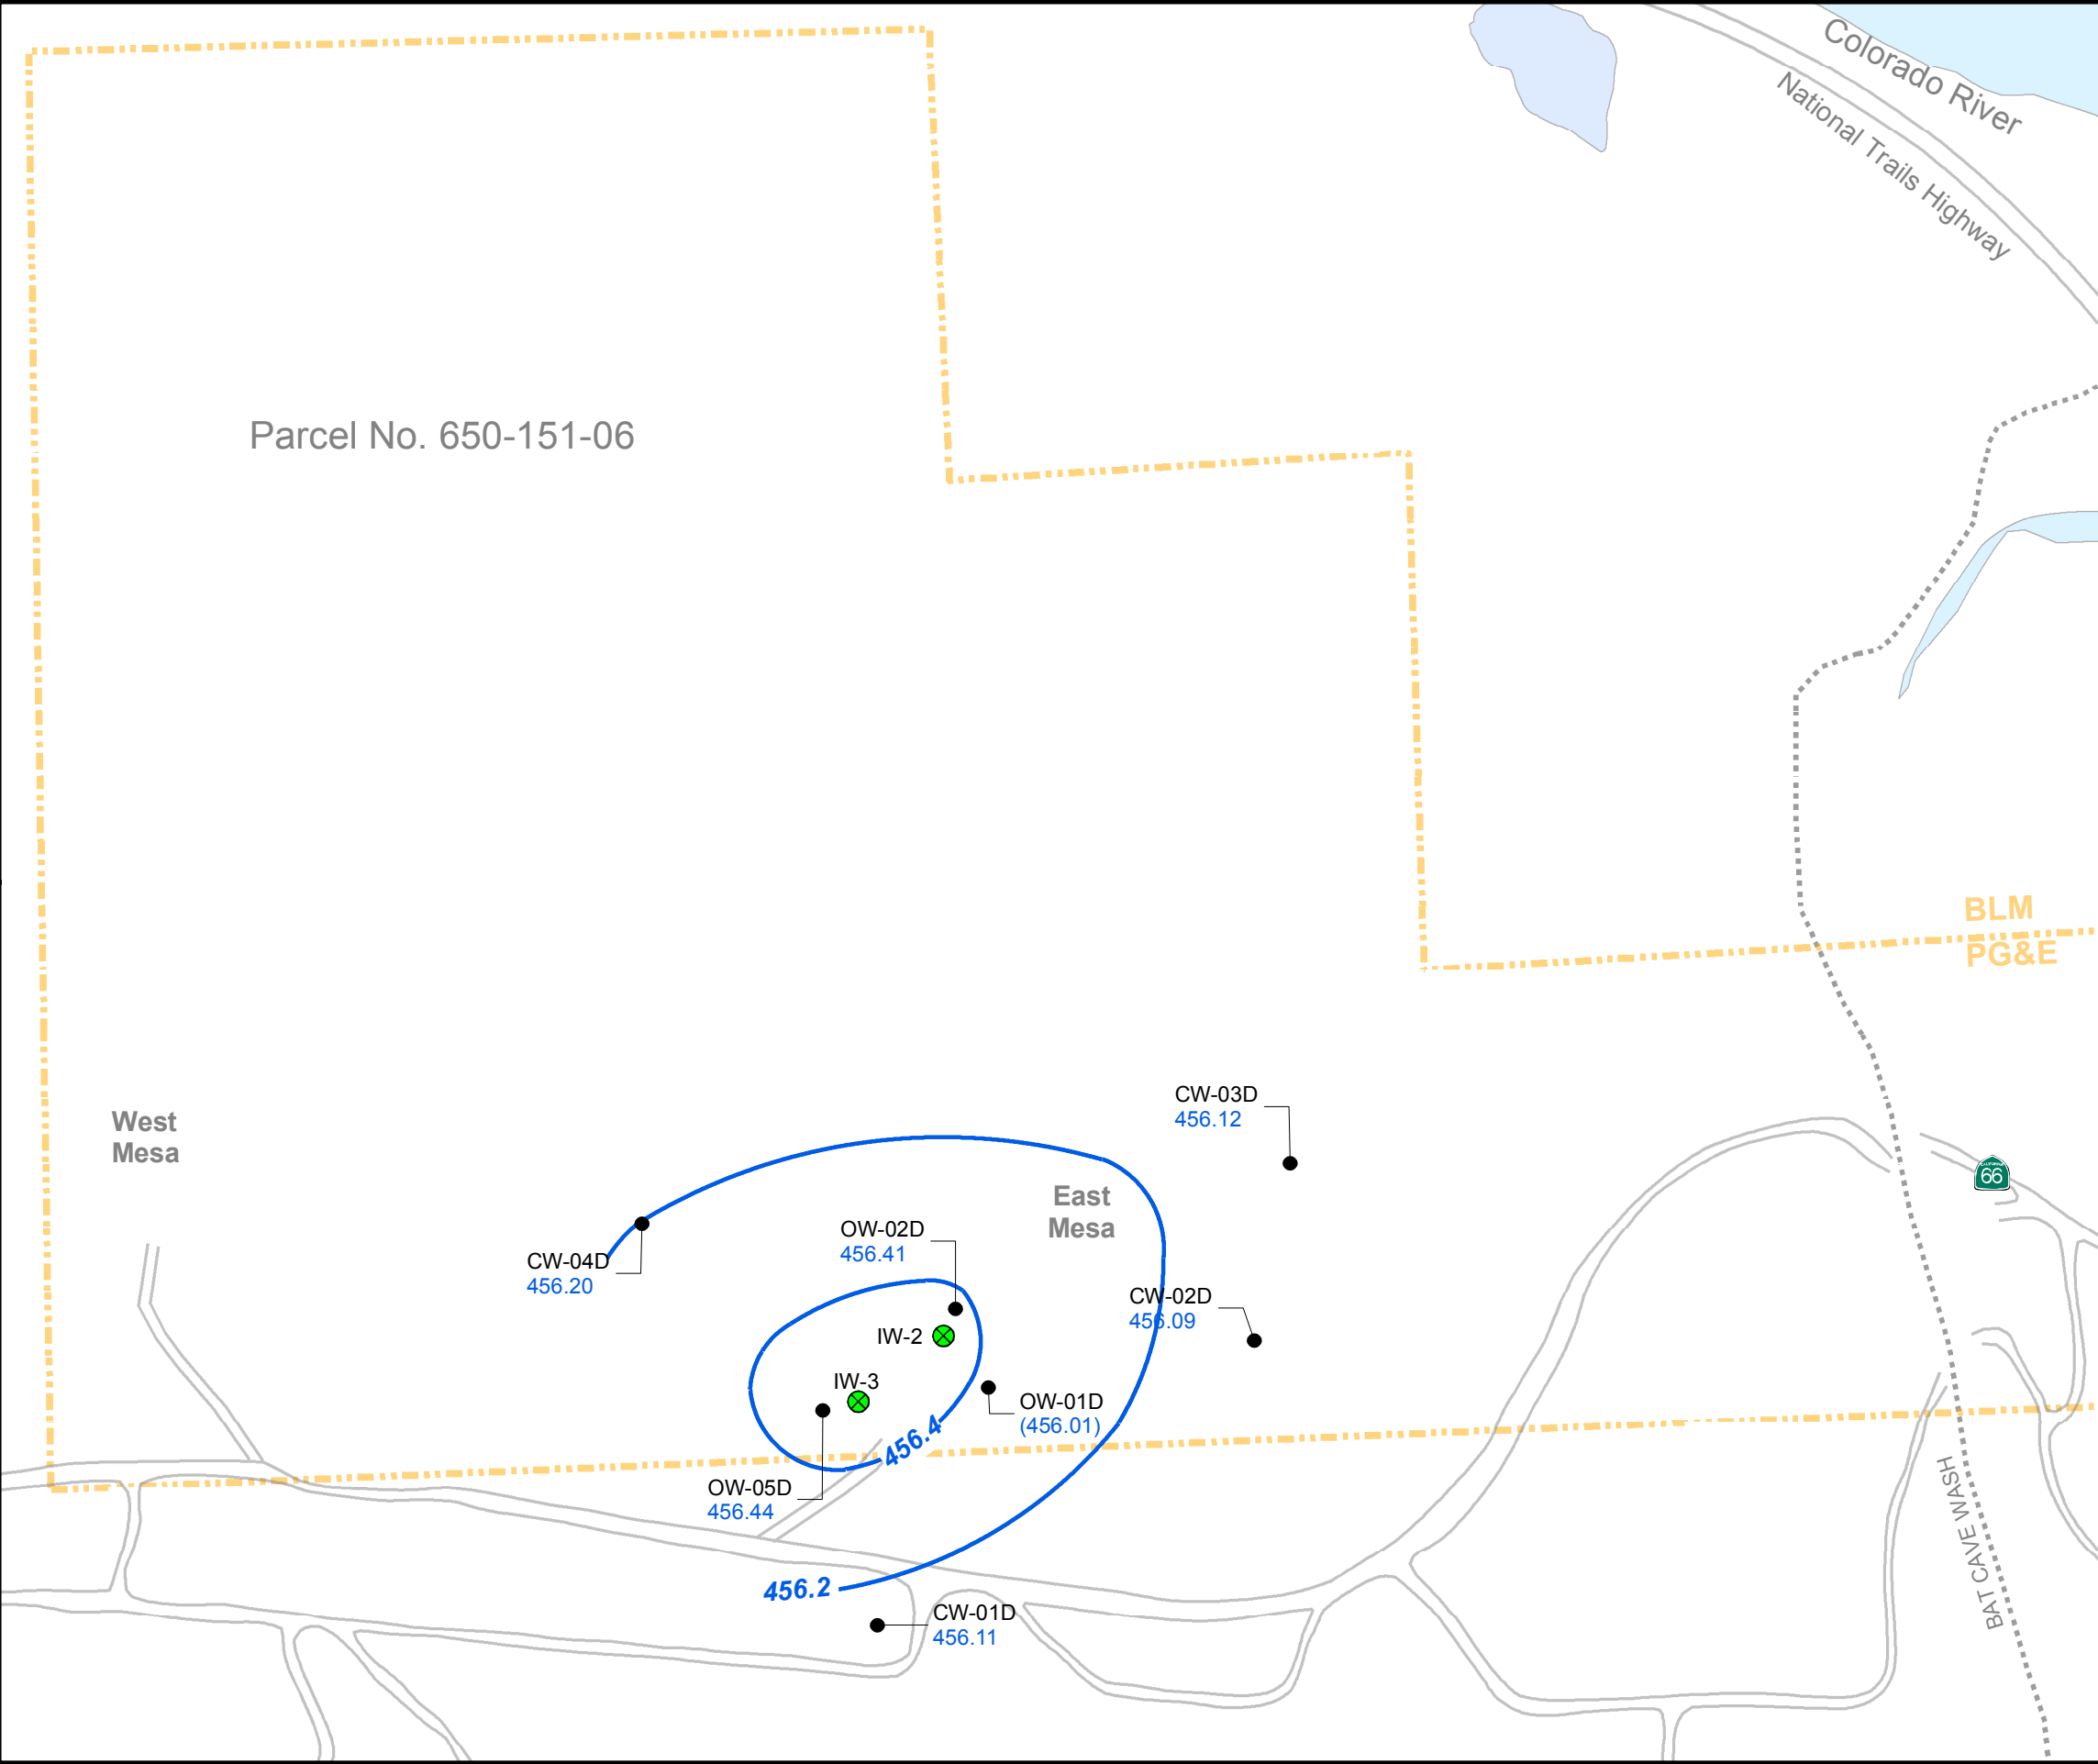 Colorado River
National Trails Highway
Parcel No. 650-151-06
BLM
PG&E
West
Mesa
CW-03D
456.12
66
East
Mesa
OW-02D
456.41
CW-04D
456.20
CW-02D
456.09
IW-2
IW-3
OW-01D
(456.01)
456.4
OW-05D
456.44
BAT CAVE WASH
456.2
CW-01D
456.11